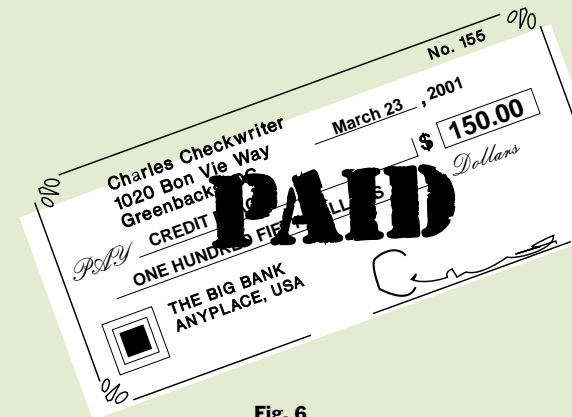 No. 155
March 23 , 2001
Charles Checkwriter
1020 Bon Vie Way
$ 150.00
CREDIT
PAY
Dollars
ONE HUNDRED
PAID
THE BIG BANK
ANYPLACE, USA
Fig. 6